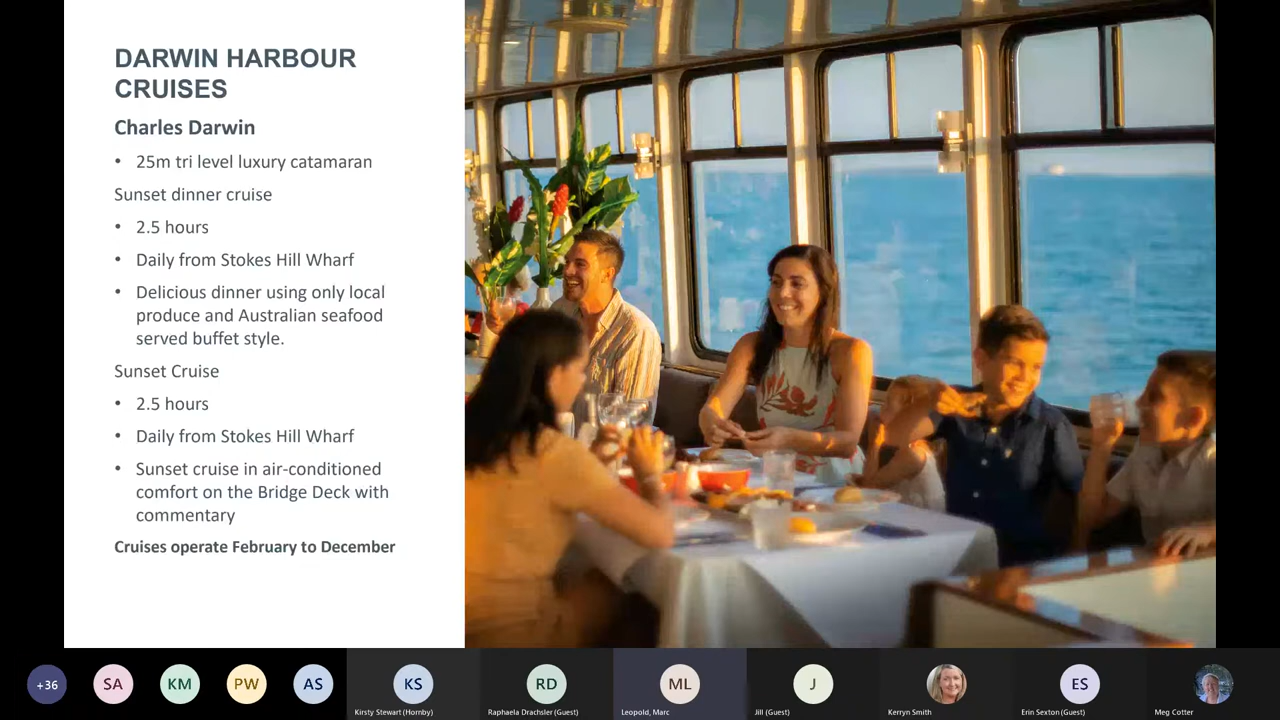 DARWIN HARBOUR
CRUISES
Charles Darwin
• 25m tri level luxury catamaran
Sunset dinner cruise
• 2.5 hours
• Daily from Stokes Hill Wharf
• Delicious dinner using only local
produce and Australian seafood
served buffet style.
Sunset Cruise
• 2.5 hours
• Daily from Stokes Hill Wharf
• Sunset cruise in air-conditioned
comfort on the Bridge Deck with
commentary
Cruises operate February to December
+36
SA
KM
PW
AS
KS
RD
ML
J
ES
Kirsty Stewart (Hornby)
Raphaela Drachsler (Guest)
Leopold, Marc
Jill (Guest)
Kerryn Smith
Erin Sexton (Guest)
Meg Cotter